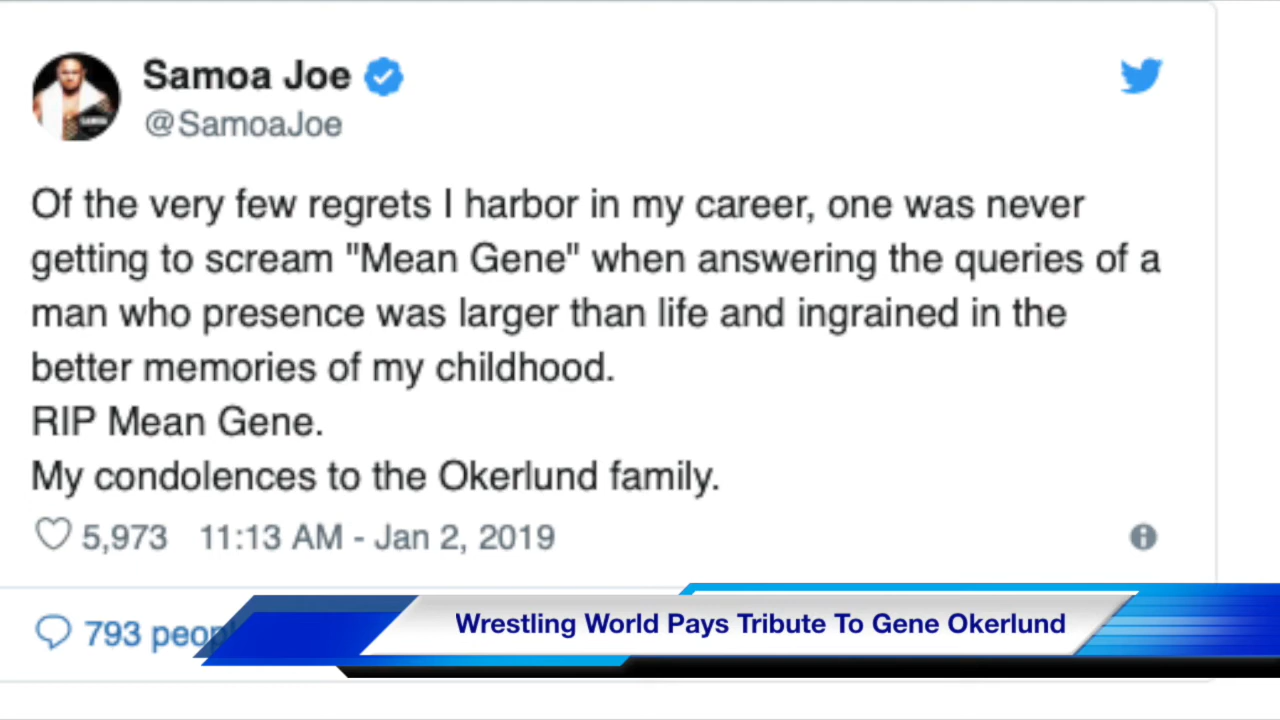 Samoa Joe
@SamoaJoe
Of the very few regrets I harbor in my career, one was never
getting to scream "Mean Gene" when answering the queries of a
man who presence was larger than life and ingrained in the
better memories of my childhood.
RIP Mean Gene.
My condolences to the Okerlund family.
5,973 11:13 AM - Jan 2, 2019
793
Wrestling World Pays Tribute To Gene Okerlund